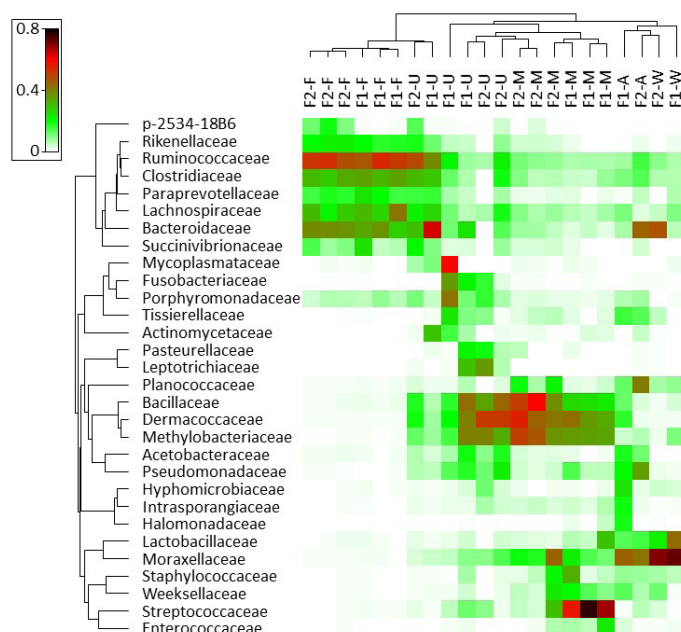 0.8
0.4
0
F2-F
F2-F
F2-F
F1-F
F1-F
F1-F
F2-U
F1-U
F1-U
F1-U
F2-U
F2-U
F2-M
F2-M
F2-M
F1-M
F1-M
F1-M
F1-A
F2-A
F2-W
F1-W
p-2534-18B6
Rikenellaceae
Ruminococcaceae
Clostridiaceae
Paraprevotellaceae
Lachnospiraceae
Bacteroidaceae
Succinivibrionaceae
Mycoplasmataceae
Fusobacteriaceae
Porphyromonadaceae
Tissierellaceae
Actinomycetaceae
Pasteurellaceae
Leptotrichiaceae
Planococcaceae
Bacillaceae
Dermacoccaceae
Methylobacteriaceae
Acetobacteraceae
Pseudomonadaceae
Hyphomicrobiaceae
Intrasporangiaceae
Halomonadaceae
Lactobacillaceae
Moraxellaceae
Staphylococcaceae
Weeksellaceae
Streptococcaceae
Enterococcaceae